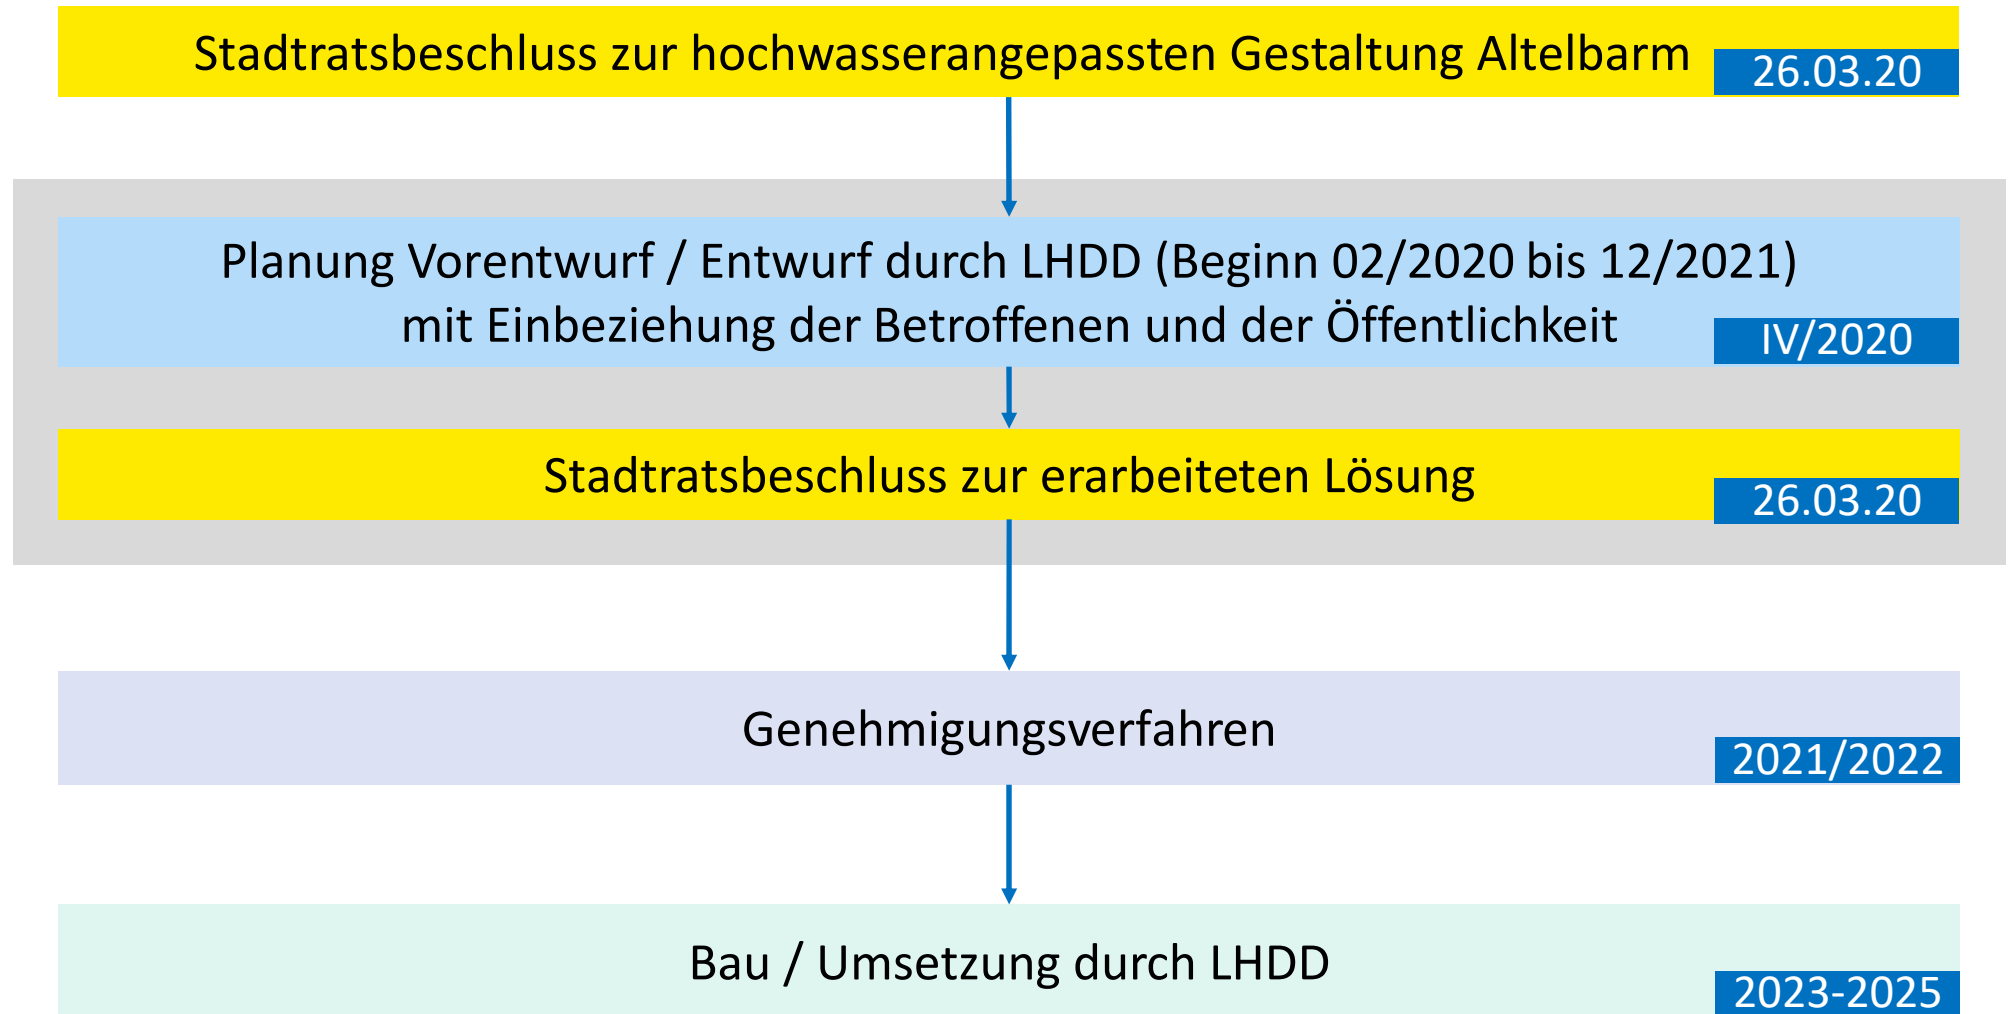 Stadtratsbeschluss zur hochwasserangepassten Gestaltung Altelbarm
26.03.20
Planung Vorentwurf / Entwurf durch LHDD (Beginn 02/2020 bis 12/2021)
mit Einbeziehung der Betroffenen und der Öffentlichkeit
IV/2020
Stadtratsbeschluss zur erarbeiteten Lösung
26.03.20
Genehmigungsverfahren
2021/2022
Bau / Umsetzung durch LHDD
2023-2025